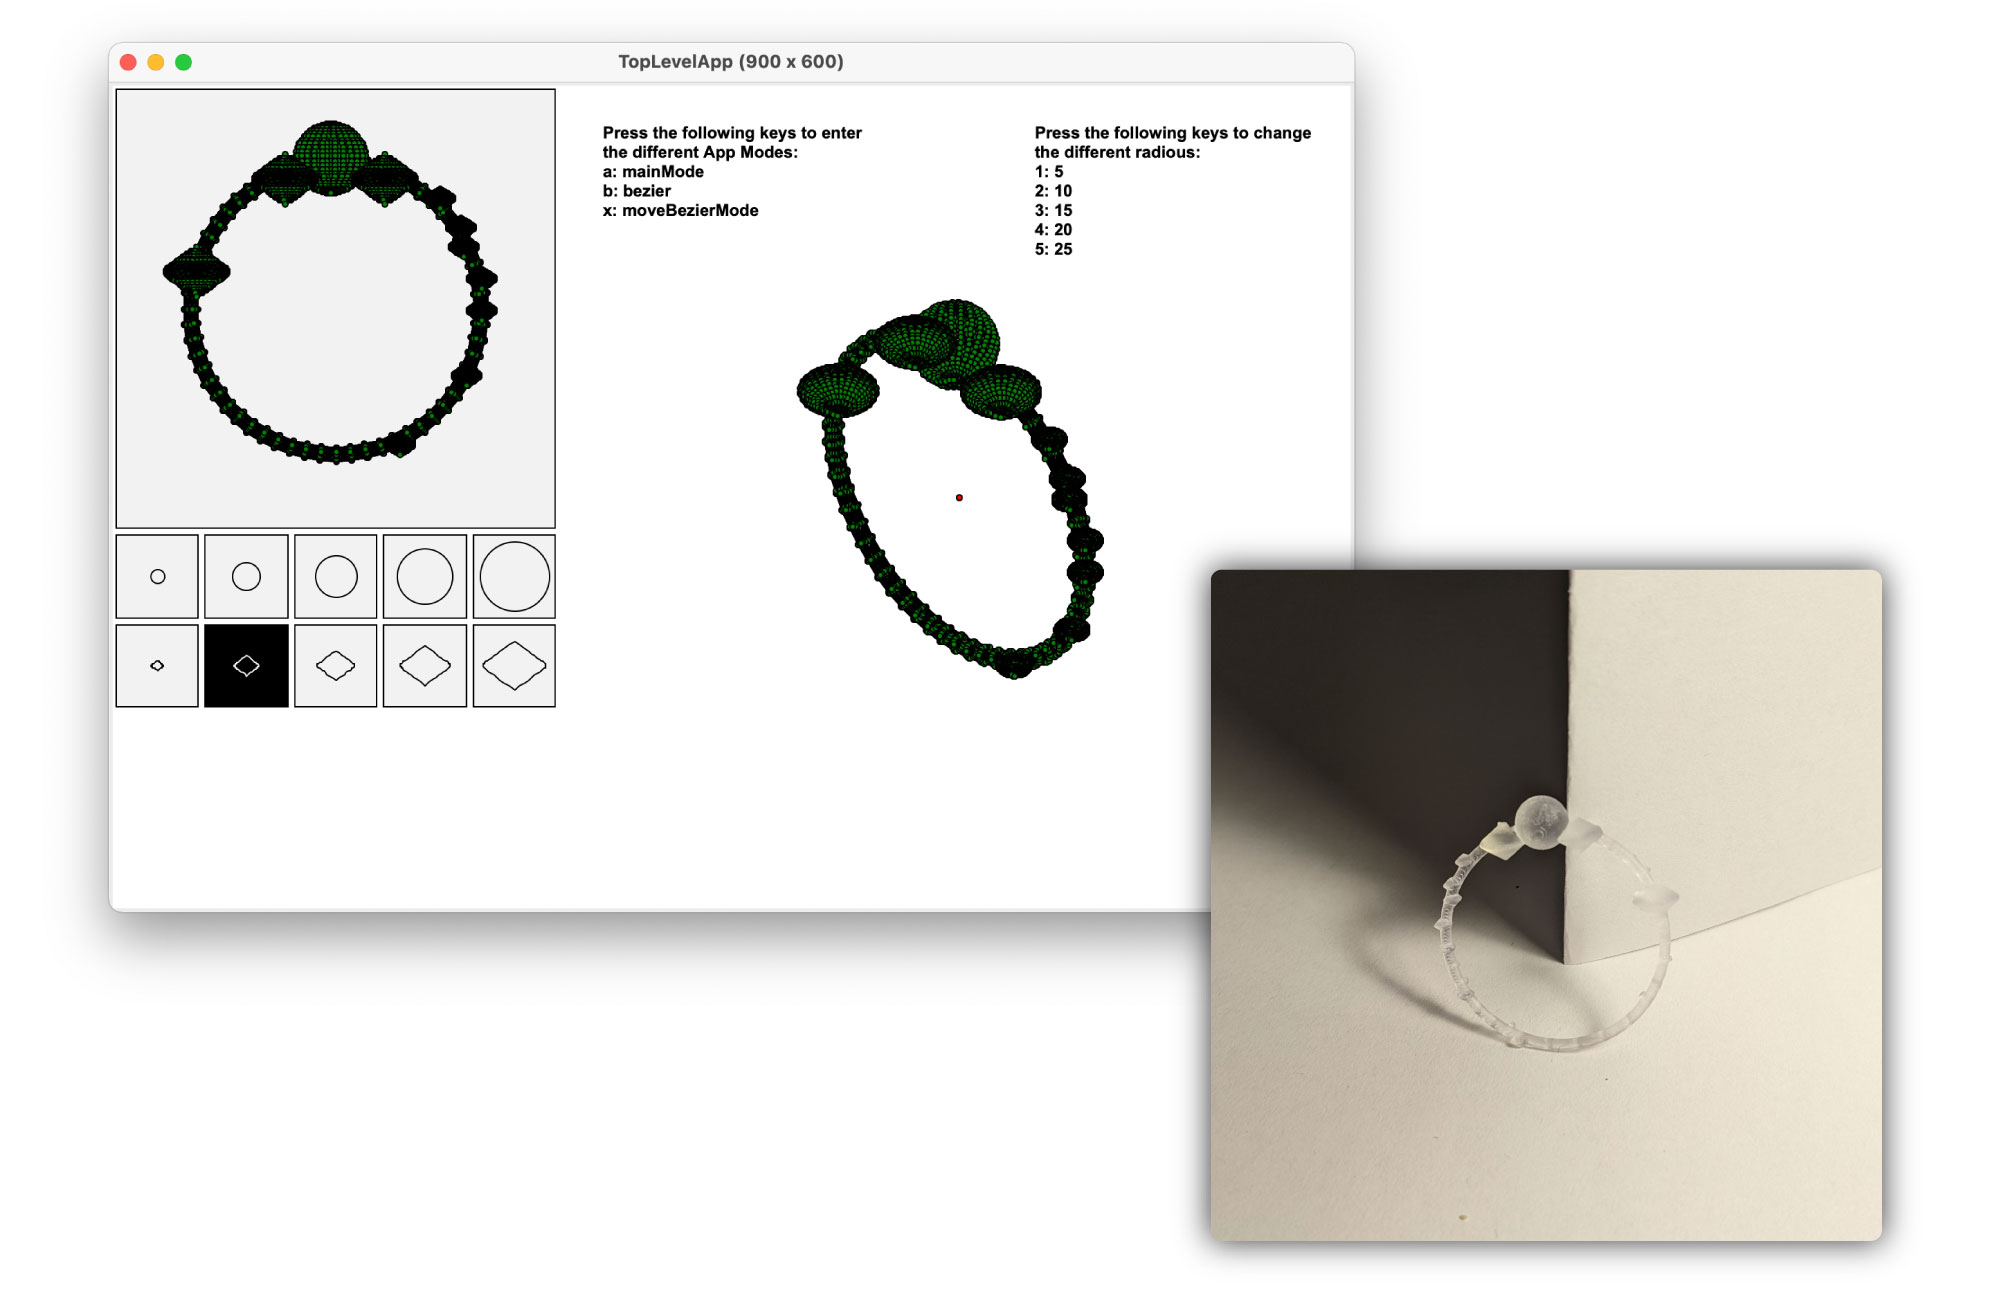 TopLevelApp (900 x 600)
Press the following keys to enter
the different App Modes:
a: mainMode
b: bezier
x: moveBezierMode
Press the following keys to change
the different radious:
1: 5
2: 10
3: 15
4: 20
5: 25